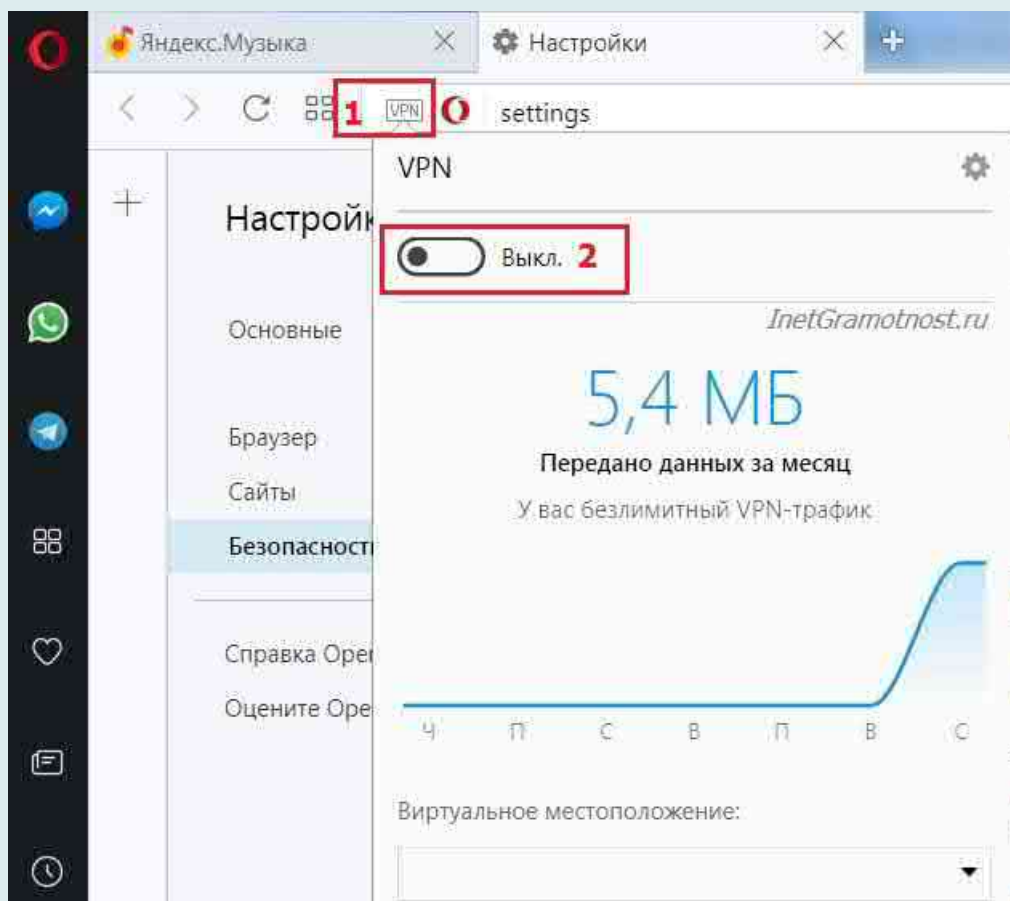 Яндекс.Музыка
Настройки
1
VPN
settings
VPN
Настройк
Выкл. 2
InetGramotnost.ru
Основные
5,4 МБ
Браузер
Передано данных за месяц
Сайты
У вас безлимитный VPN-трафик
Безопасност
Справка Oper
Оцените Ope
Ч П С В П В С
Виртуальное местоположение: